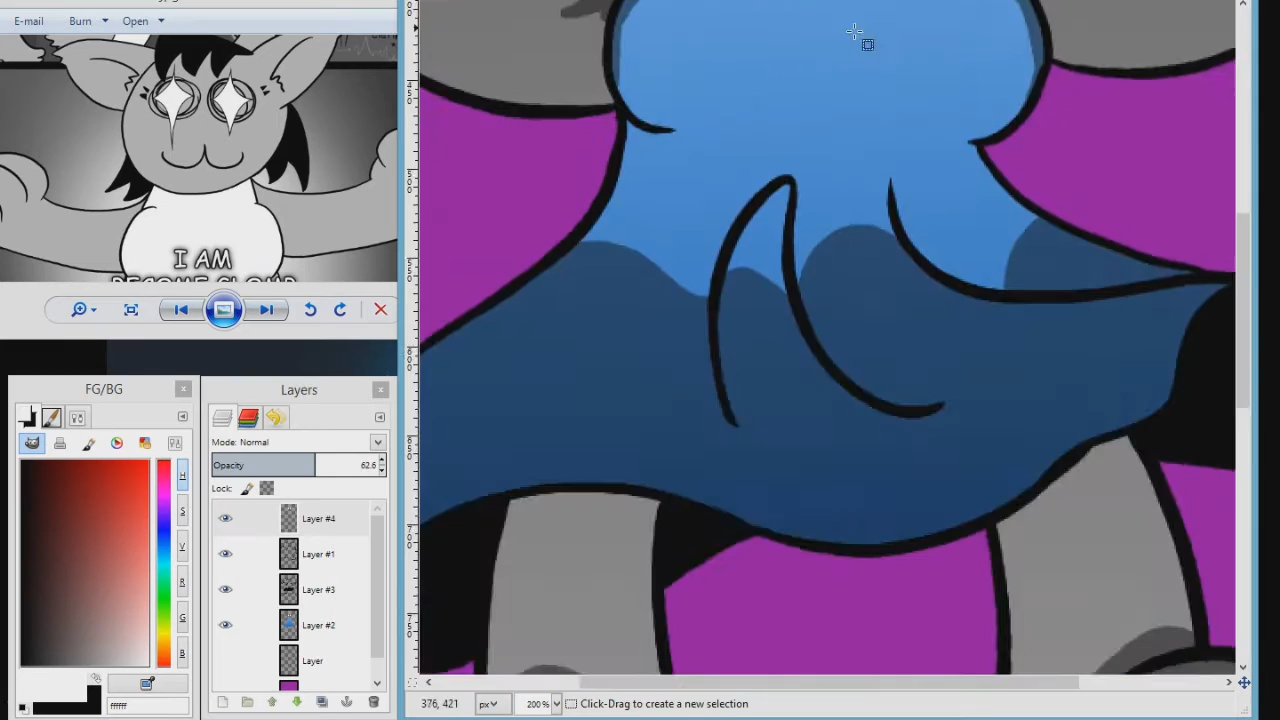 E-mail Burn Open
I AM
FG/BG
Layers
Mode: Normal
Opacity 62.6
Lock:
Layer #4
Layer #1
Layer #3
Layer #2
Layer
H
S
V
R
G
B
ffffff
376, 421 px 200 % Click-Drag to create a new selection